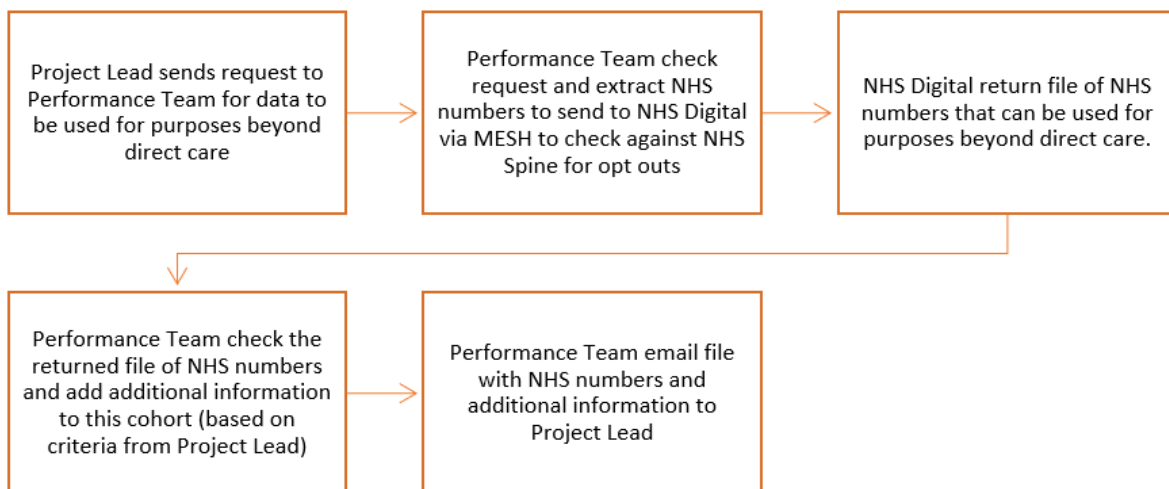 Project Lead sends request to
Performance Team for data to
be used for purposes beyond
direct care
Performance Team check
request and extract NHS
numbers to send to NHS Digital
via MESH to check against NHS
Spine for opt outs
NHS Digital return file of NHS
numbers that can be used for
purposes beyond direct care.
Performance Team check the
returned file of NHS numbers
and add additional information
to this cohort (based on
criteria from Project Lead)
Performance Team email file
with NHS numbers and
additional information to
Project Lead